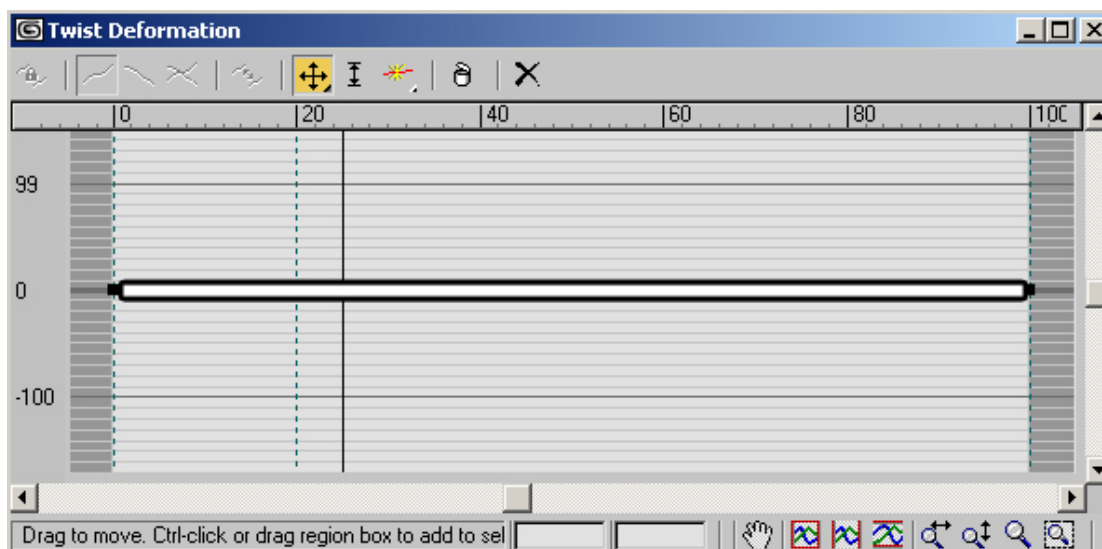 Twist Deformation
0 20 40 60 80 100
99
0
-100
Drag to move. Ctrl-click or drag region box to add to sel